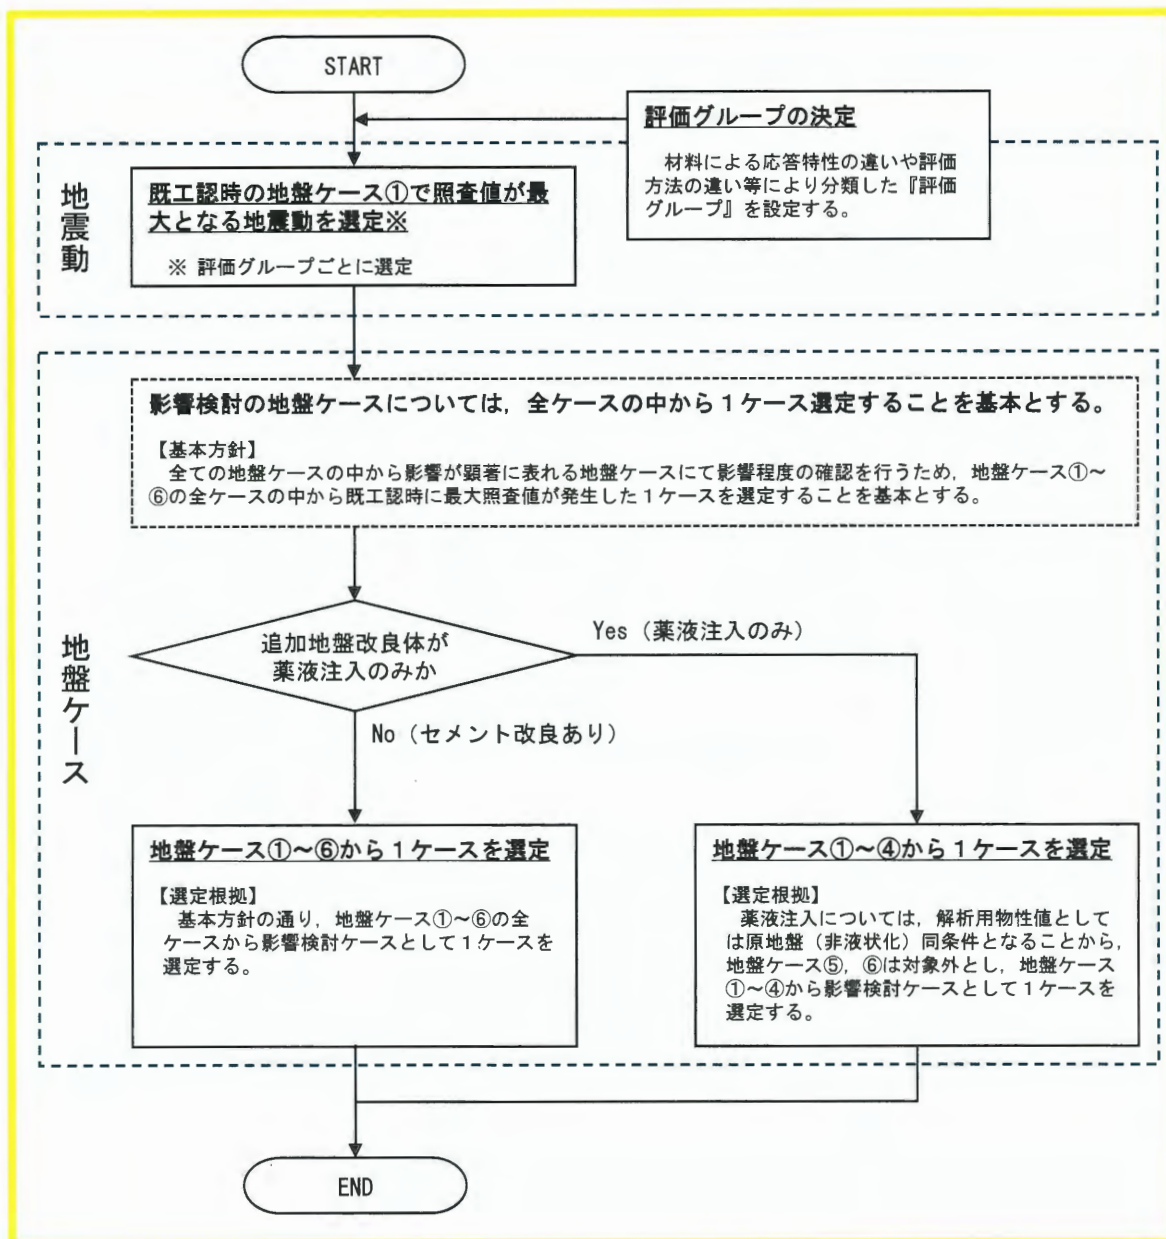 START
評価グループの決定
材料による応答特性の違いや評価
方法の違い等により分類した『評価
グループ』を設定する。
地震動
既工認時の地盤ケース①で照査値が最
大となる地震動を選定※
※ 評価グループごとに選定
地盤ケース
影響検討の地盤ケースについては，全ケースの中から１ケース選定することを基本とする。
【基本方針】
全ての地盤ケースの中から影響が顕著に表れる地盤ケースにて影響程度の確認を行うため，地盤ケース①～
⑥の全ケースの中から既工認時に最大照査値が発生した１ケースを選定することを基本とする。
追加地盤改良体が
薬液注入のみか
Yes（薬液注入のみ）
No（セメント改良あり）
地盤ケース①～⑥から１ケースを選定
【選定根拠】
基本方針の通り，地盤ケース①～⑥の全
ケースから影響検討ケースとして１ケースを
選定する。
地盤ケース①～④から１ケースを選定
【選定根拠】
薬液注入については，解析用物性値として
は原地盤（非液状化）同条件となることから，
地盤ケース⑤，⑥は対象外とし，地盤ケース
①～④から影響検討ケースとして１ケースを
選定する。
END